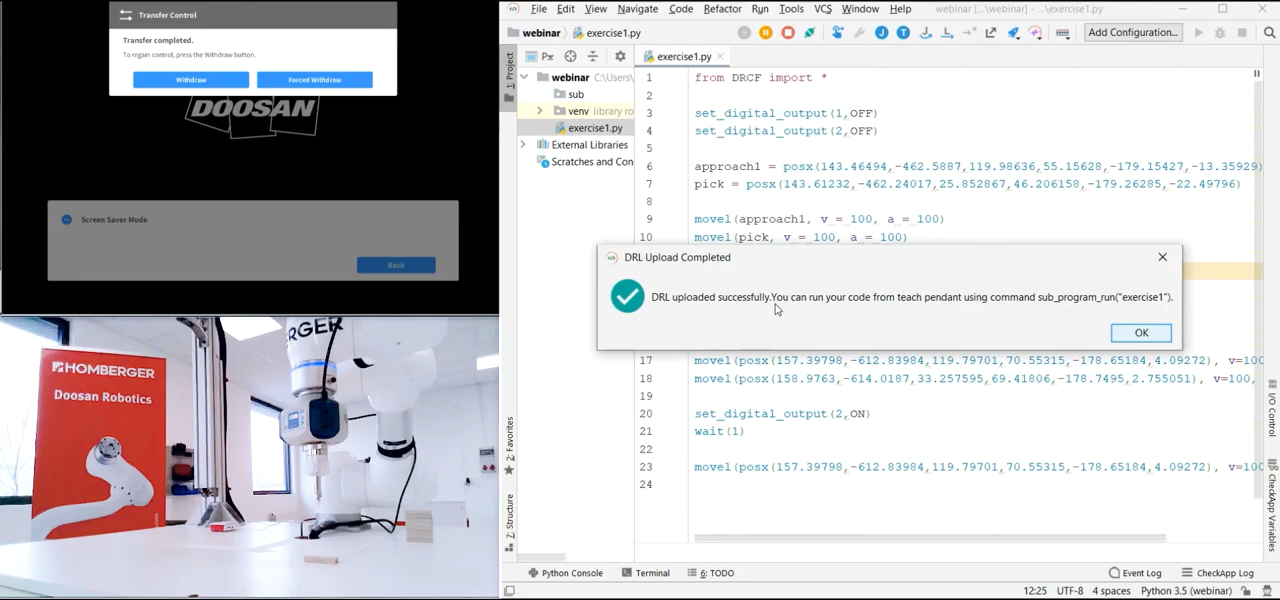 Transfer Control
Transfer completed.
To regain control, press the Withdraw button.
Withdraw Forced Withdraw
DOOSAN
Screen Saver Mode
Back
HOMBERGER
Doosan Robotics
File Edit View Navigate Code Refactor Run Tools VCS Window Help webinar [...\webinar] - ...\exercise1.py
webinar exercise1.py
Add Configuration...
1: Project
webinar C:\Users\
sub
venv library ro
exercise1.py
External Libraries
Scratches and Con
exercise1.py
1 from DRCF import *
2
3 set_digital_output(1,OFF)
4 set_digital_output(2,OFF)
5
6 approach1 = posx(143.46494,-462.5887,119.98636,55.15628,-179.15427,-13.35929)
7 pick = posx(143.61232,-462.24017,25.852867,46.206158,-179.26285,-22.49796)
8
9 movel(approach1, v = 100, a = 100)
10 movel(pick, v = 100, a = 100)
DRL Upload Completed
DRL uploaded successfully.You can run your code from teach pendant using command sub_program_run("exercise1").
OK
17 movel(posx(157.39798,-612.83984,119.79701,70.55315,-178.65184,4.09272), v=100
18 movel(posx(158.9763,-614.0187,33.257595,69.41806,-178.7495,2.755051), v=100,
19
20 set_digital_output(2,ON)
21 wait(1)
22
23 movel(posx(157.39798,-612.83984,119.79701,70.55315,-178.65184,4.09272), v=100
24
2: Favorites
7: Structure
I/O Control
CheckApp Variables
Python Console Terminal 6: TODO Event Log CheckApp Log
12:25 UTF-8 4 spaces Python 3.5 (webinar)